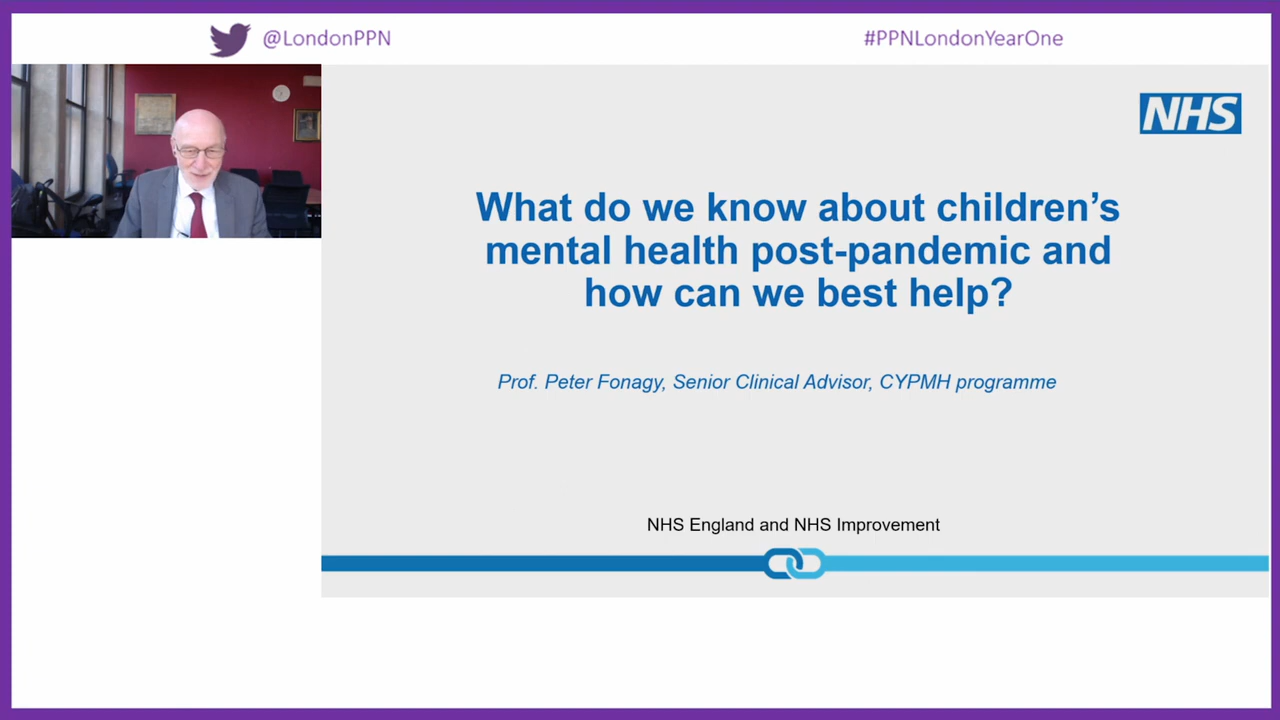 @LondonPPN
#PPNLondonYearOne
NHS
What do we know about children’s
mental health post-pandemic and
how can we best help?
Prof. Peter Fonagy, Senior Clinical Advisor, CYPMH programme
NHS England and NHS Improvement